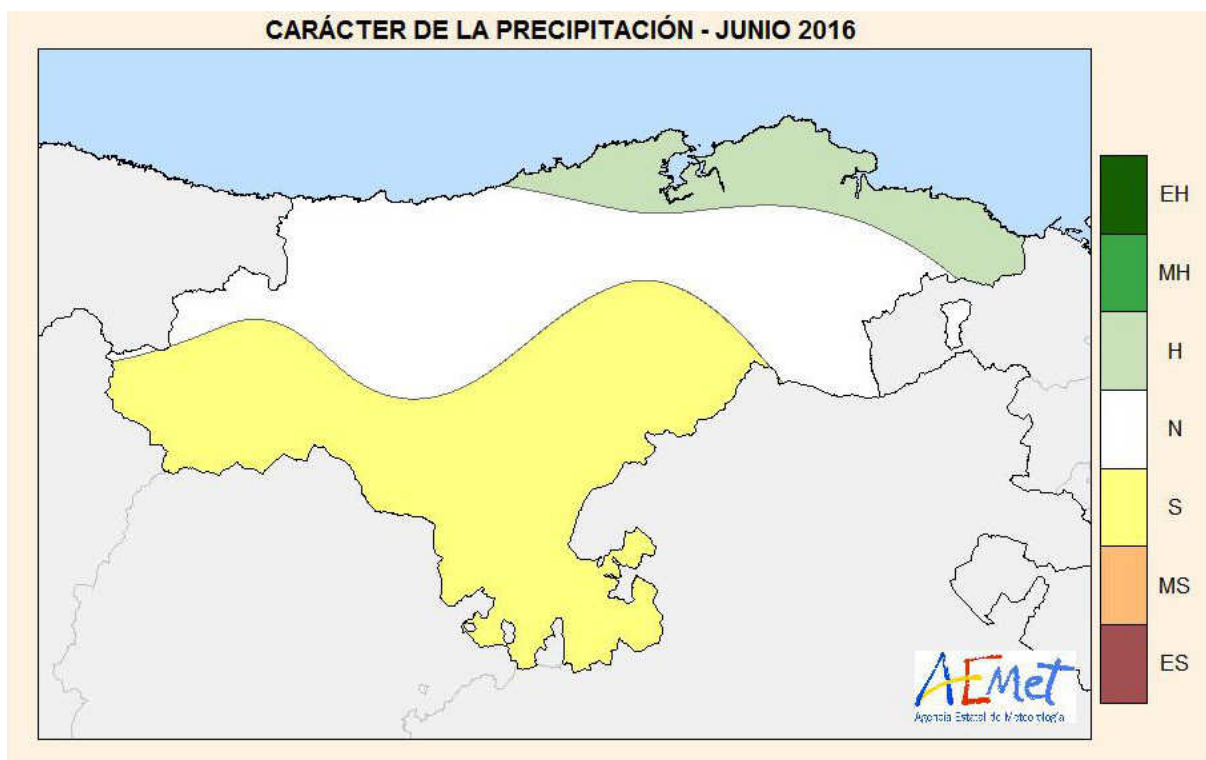 CARÁCTER DE LA PRECIPITACIÓN - JUNIO 2016
EH
MH
H
N
S
MS
ES
AEMet
Agencia Estatal de Meteorología